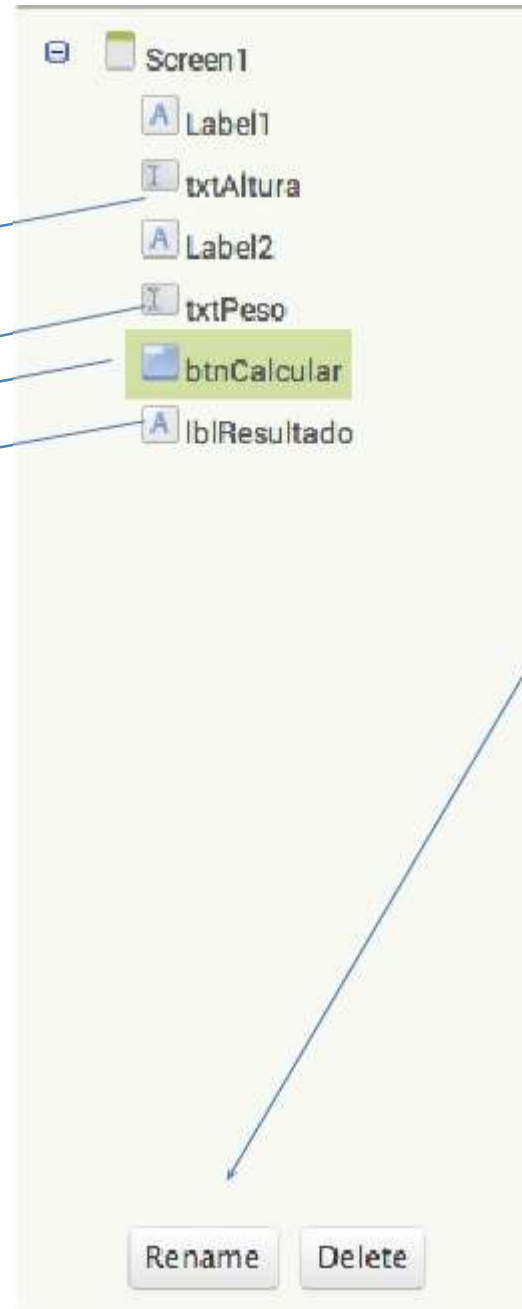 Screen1
Label1
txtAltura
Label2
txtPeso
btnCalcular
lblResultado
Rename Delete